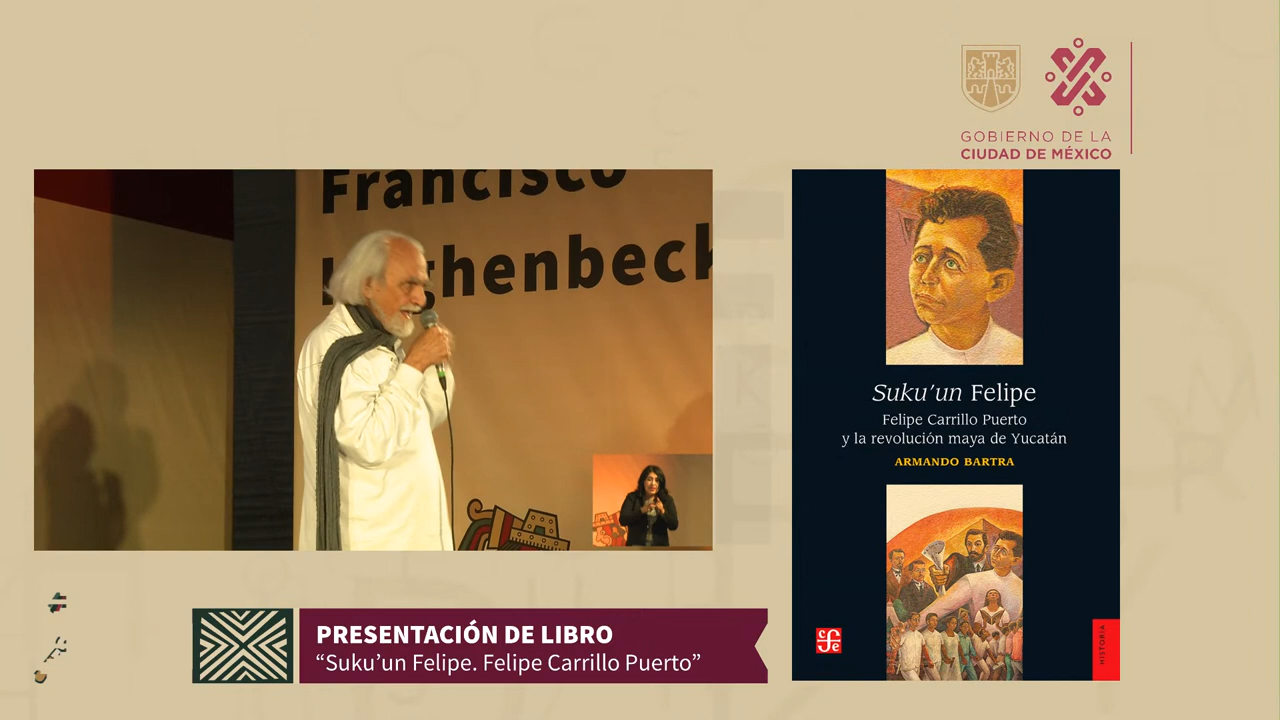 GOBIERNO DE LA
CIUDAD DE MÉXICO
Francisco
Suku'un Felipe
Felipe Carrillo Puerto
y la revolución maya de Yucatán
ARMANDO BARTRA
cfe
HISTORIA
PRESENTACIÓN DE LIBRO
“Suku’un Felipe. Felipe Carrillo Puerto”